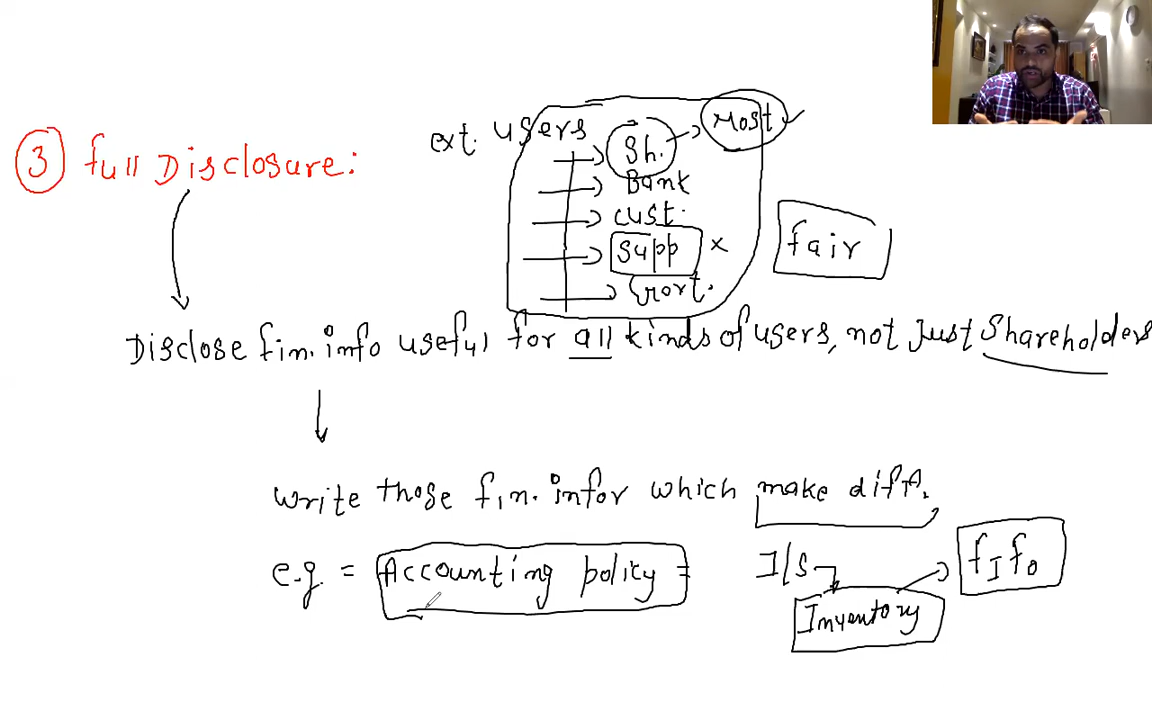 ext. users
Sh. Most
Bank
cust.
Supp x
Govt.
fair
3 full Disclosure:
Disclose fin. info useful for all kinds of users, not just Shareholders
Write those fin. infor which make diff.
e.g. = Accounting policy =
I/S
Inventory
fIfo